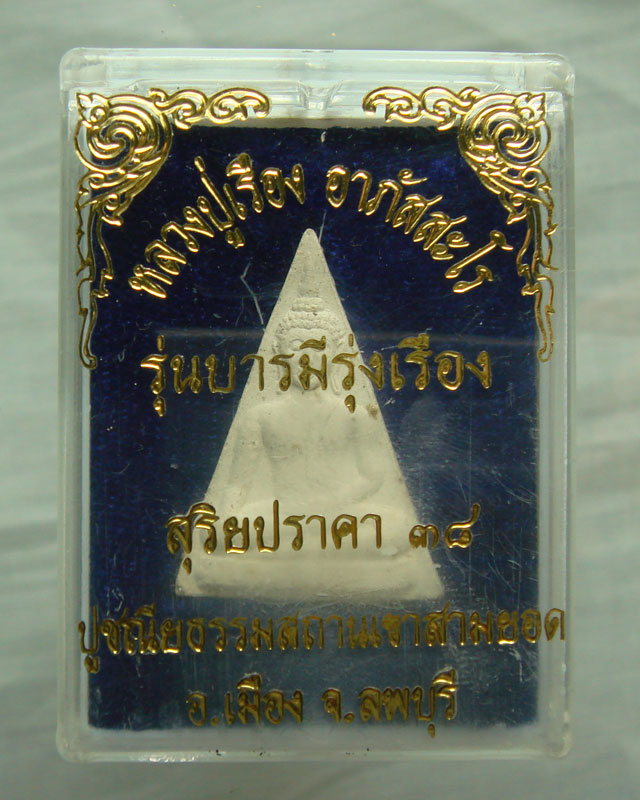 หลวงปู่เรือง อาภัสสะโร
รุ่นบารมีรุ่งเรือง
สุริยปราคา ๓๘
ปูชณียธรรมสถานเขาสามยอด
อ.เมือง จ.ลพบุรี